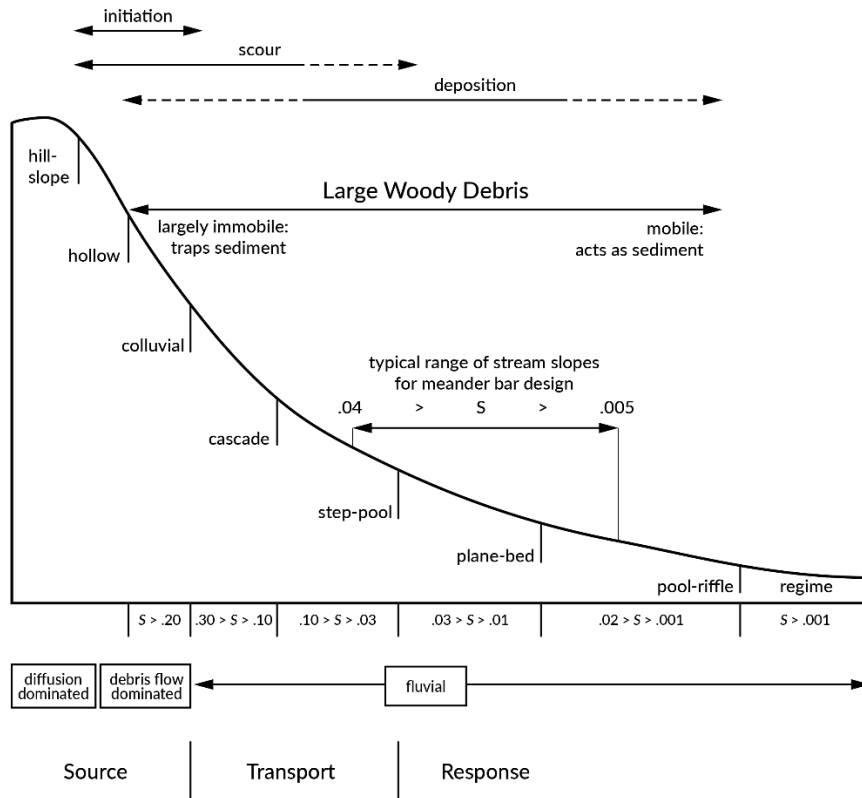 initiation
scour
deposition
hill-
slope
Large Woody Debris
largely immobile:
traps sediment
mobile:
acts as sediment
hollow
colluvial
typical range of stream slopes
for meander bar design
.04 > S > .005
cascade
step-pool
plane-bed
pool-riffle
regime
S > .20
.30 > S > .10
.10 > S > .03
.03 > S > .01
.02 > S > .001
S > .001
diffusion
dominated
debris flow
dominated
fluvial
Source
Transport
Response